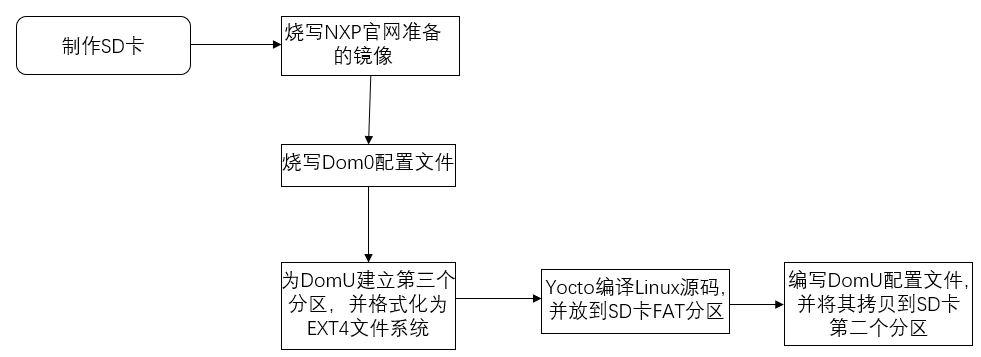 制作SD卡
烧写NXP官网准备
的镜像
烧写Dom0配置文件
为DomU建立第三个
分区，并格式化为
EXT4文件系统
Yocto编译Linux源码,
并放到SD卡FAT分区
编写DomU配置文件,
并将其拷贝到SD卡
第二个分区